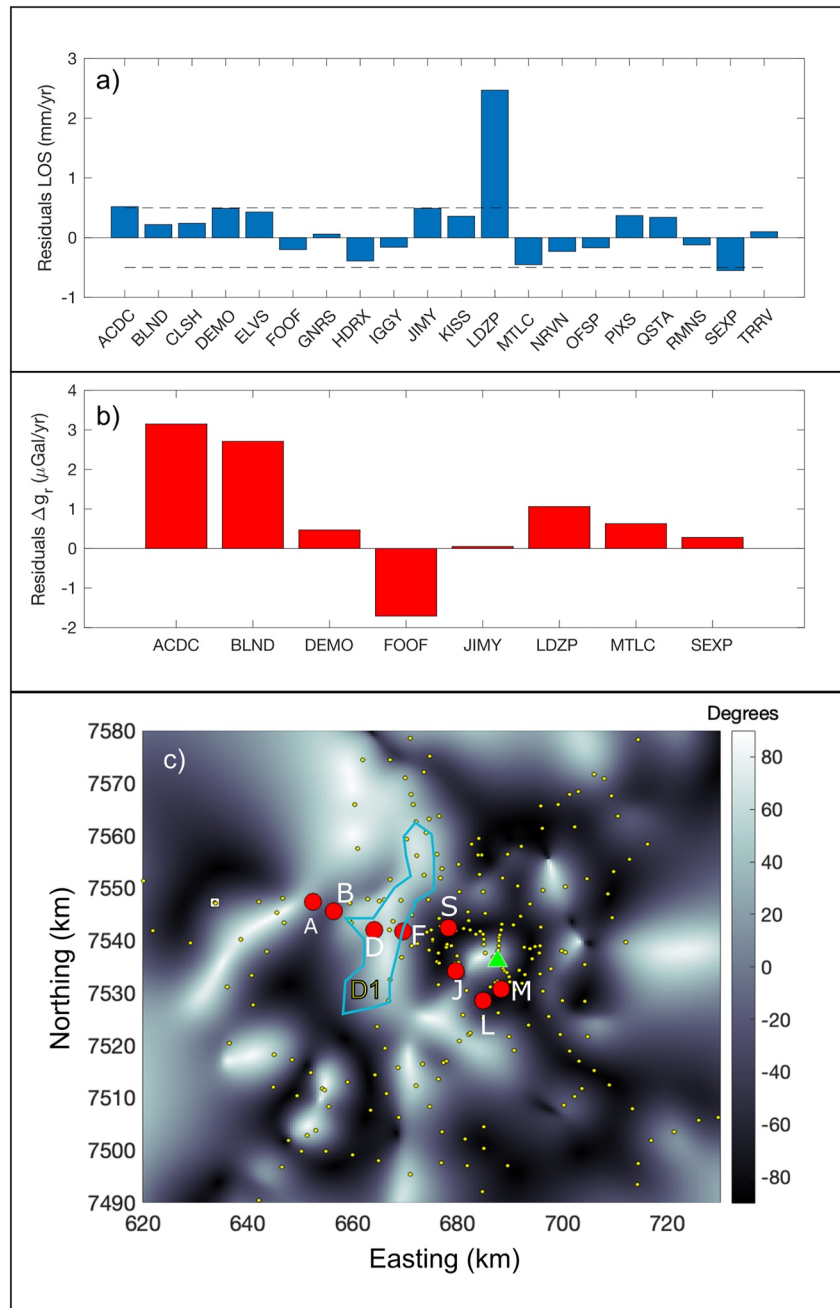 a)
Residuals LOS (mm/yr)
3
2
1
0
-1
ACDC
BLND
CLSH
DEMO
ELVS
FOOF
GNRS
HDRX
IGGY
JIMY
KISS
LDZP
MTLC
NRVN
OFSP
PIXS
QSTA
RMNS
SEXP
TRRV
b)
Residuals Δg_r (μGal/yr)
4
3
2
1
0
-1
-2
ACDC BLND DEMO FOOF JIMY LDZP MTLC SEXP
c)
Degrees
80
60
40
20
0
-20
-40
-60
-80
Northing (km)
7580
7570
7560
7550
7540
7530
7520
7510
7500
7490
A
B
D
F
S
J
L
M
D1
620 640 660 680 700 720
Easting (km)